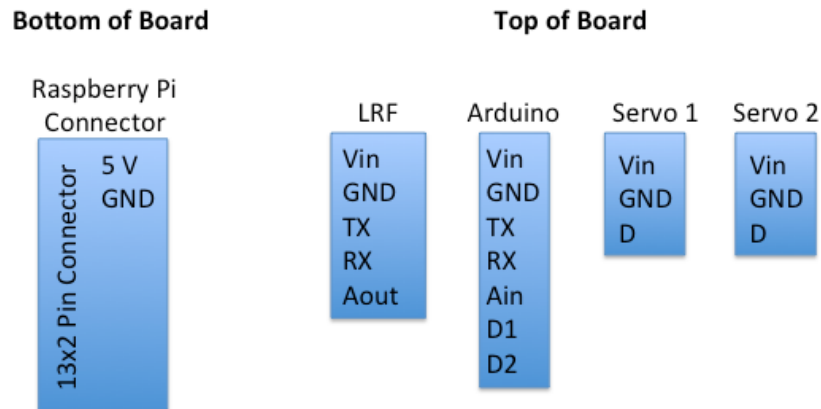 Bottom of Board
Top of Board
Raspberry Pi
Connector
13x2 Pin Connector
5 V
GND
LRF
Vin
GND
TX
RX
Aout
Arduino
Vin
GND
TX
RX
Ain
D1
D2
Servo 1
Vin
GND
D
Servo 2
Vin
GND
D